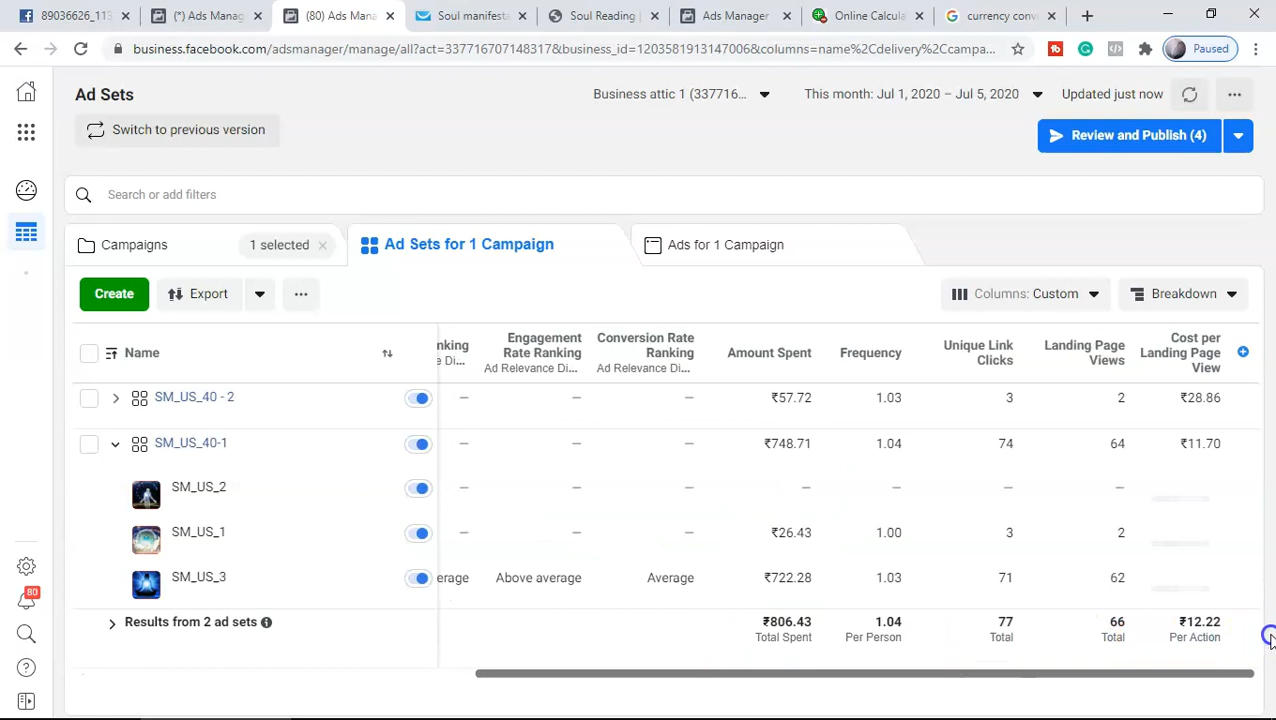 89036626_113
(*) Ads Manag
(80) Ads Mana
Soul manifesta
Soul Reading
Ads Manager
Online Calcula
currency conv
business.facebook.com/adsmanager/manage/all?act=337716707148317&business_id=1203581913147006&columns=name%2Cdelivery%2Ccampa...
Paused
Ad Sets
Business attic 1 (337716...
This month: Jul 1, 2020 – Jul 5, 2020
Updated just now
Switch to previous version
Review and Publish (4)
Search or add filters
Campaigns
1 selected
Ad Sets for 1 Campaign
Ads for 1 Campaign
Create
Export
Columns: Custom
Breakdown
Name
nking
e Di...
Engagement
Rate Ranking
Ad Relevance Di...
Conversion Rate
Ranking
Ad Relevance Di...
Amount Spent
Frequency
Unique Link
Clicks
Landing Page
Views
Cost per
Landing Page
View
SM_US_40 - 2 — — — ₹57.72 1.03 3 2 ₹28.86
SM_US_40-1 — — — ₹748.71 1.04 74 64 ₹11.70
SM_US_2 — — — — — — —
SM_US_1 — — — ₹26.43 1.00 3 2
SM_US_3 erage Above average Average ₹722.28 1.03 71 62
Results from 2 ad sets ₹806.43 1.04 77 66 ₹12.22
Total Spent Per Person Total Total Per Action
80